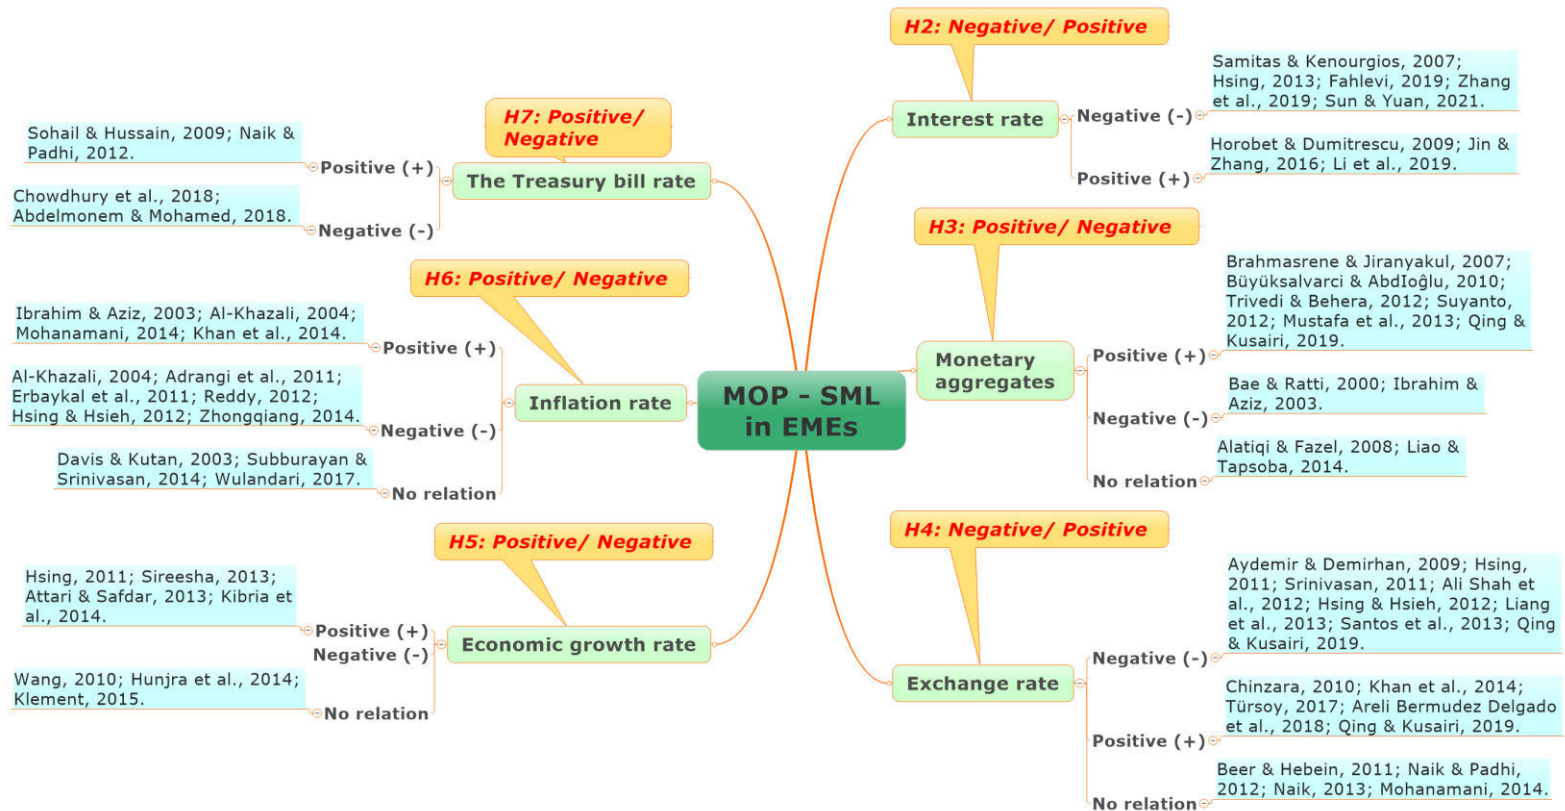 MOP - SML
in EMEs
H2: Negative/ Positive
Interest rate
Negative (-)
Samitas & Kenourgios, 2007;
Hsing, 2013; Fahlevi, 2019; Zhang
et al., 2019; Sun & Yuan, 2021.
Positive (+)
Horobet & Dumitrescu, 2009; Jin &
Zhang, 2016; Li et al., 2019.
H3: Positive/ Negative
Monetary
aggregates
Positive (+)
Brahmasrene & Jiranyakul, 2007;
Büyüksalvarci & AbdIoğlu, 2010;
Trivedi & Behera, 2012; Suyanto,
2012; Mustafa et al., 2013; Qing &
Kusairi, 2019.
Negative (-)
Bae & Ratti, 2000; Ibrahim &
Aziz, 2003.
No relation
Alatiqi & Fazel, 2008; Liao &
Tapsoba, 2014.
H4: Negative/ Positive
Exchange rate
Negative (-)
Aydemir & Demirhan, 2009; Hsing,
2011; Srinivasan, 2011; Ali Shah et
al., 2012; Hsing & Hsieh, 2012; Liang
et al., 2013; Santos et al., 2013; Qing
& Kusairi, 2019.
Positive (+)
Chinzara, 2010; Khan et al., 2014;
Türsoy, 2017; Areli Bermudez Delgado
et al., 2018; Qing & Kusairi, 2019.
No relation
Beer & Hebein, 2011; Naik & Padhi,
2012; Naik, 2013; Mohanamani, 2014.
H7: Positive/
Negative
The Treasury bill rate
Positive (+)
Sohail & Hussain, 2009; Naik &
Padhi, 2012.
Negative (-)
Chowdhury et al., 2018;
Abdelmonem & Mohamed, 2018.
H6: Positive/ Negative
Inflation rate
Positive (+)
Ibrahim & Aziz, 2003; Al-Khazali, 2004;
Mohanamani, 2014; Khan et al., 2014.
Negative (-)
Al-Khazali, 2004; Adrangi et al., 2011;
Erbaykal et al., 2011; Reddy, 2012;
Hsing & Hsieh, 2012; Zhongqiang, 2014.
No relation
Davis & Kutan, 2003; Subburayan &
Srinivasan, 2014; Wulandari, 2017.
H5: Positive/ Negative
Economic growth rate
Positive (+)
Hsing, 2011; Sireesha, 2013;
Attari & Safdar, 2013; Kibria et
al., 2014.
Negative (-)
No relation
Wang, 2010; Hunjra et al., 2014;
Klement, 2015.